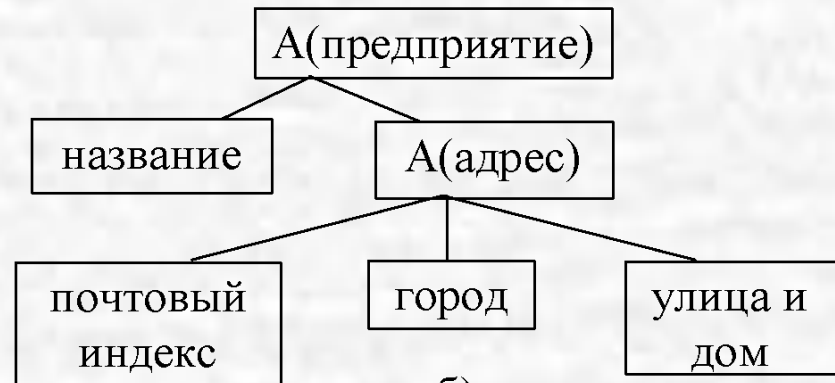 А(предприятие)
название
А(адрес)
почтовый
индекс
город
улица и
дом
б)